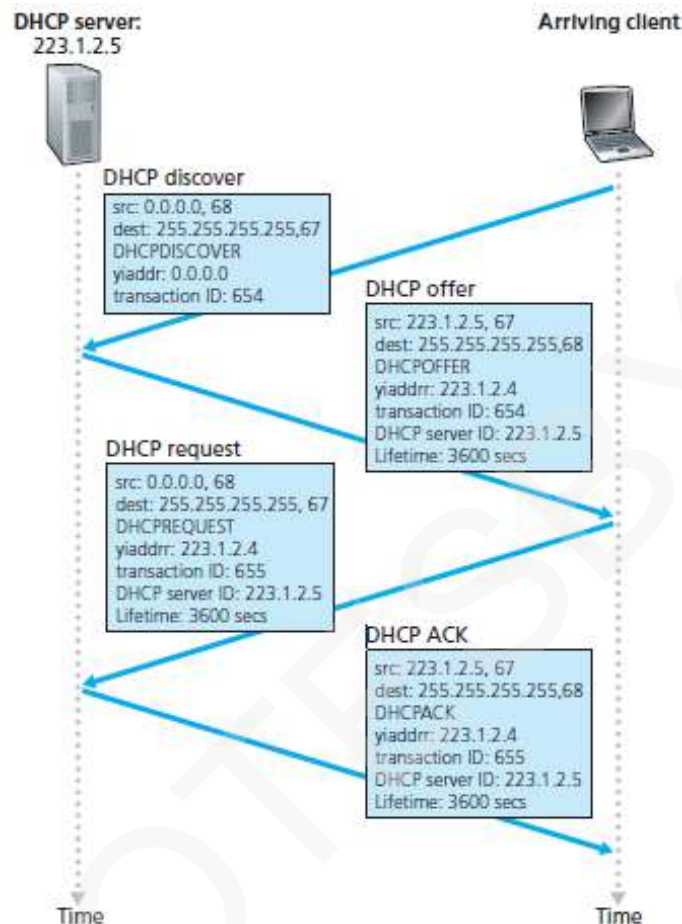 DHCP server:
223.1.2.5
Arriving client
DHCP discover
src: 0.0.0.0, 68
dest: 255.255.255.255,67
DHCPDISCOVER
yiaddr: 0.0.0.0
transaction ID: 654
DHCP offer
src: 223.1.2.5, 67
dest: 255.255.255.255,68
DHCPOFFER
yiaddrr: 223.1.2.4
transaction ID: 654
DHCP server ID: 223.1.2.5
Lifetime: 3600 secs
DHCP request
src: 0.0.0.0, 68
dest: 255.255.255.255, 67
DHCPREQUEST
yiaddrr: 223.1.2.4
transaction ID: 655
DHCP server ID: 223.1.2.5
Lifetime: 3600 secs
DHCP ACK
src: 223.1.2.5, 67
dest: 255.255.255.255,68
DHCPACK
yiaddrr: 223.1.2.4
transaction ID: 655
DHCP server ID: 223.1.2.5
Lifetime: 3600 secs
Time
Time